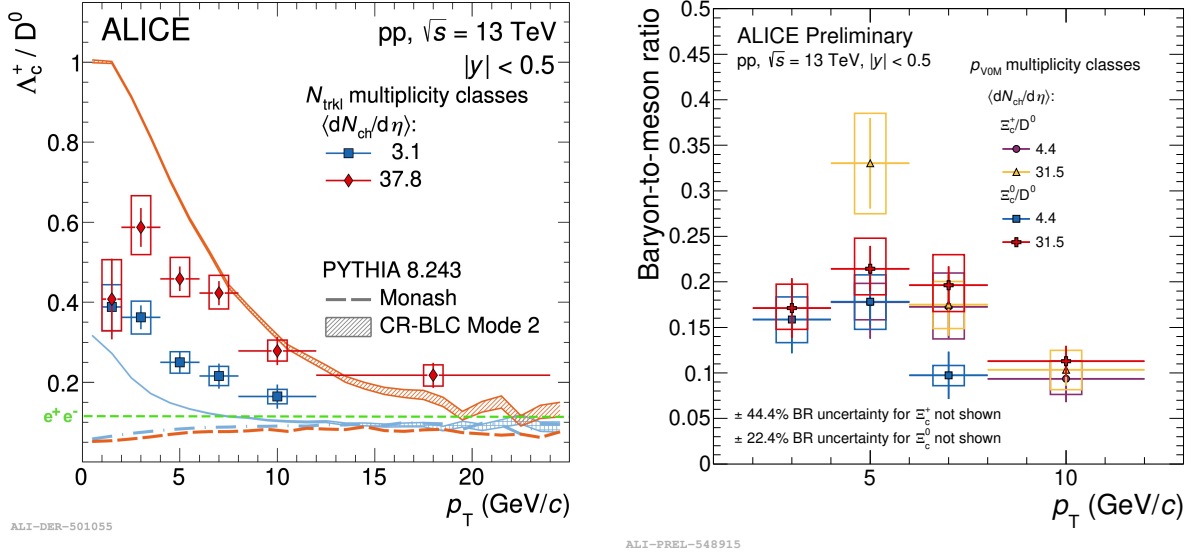 ALICE
pp, √s = 13 TeV
|y| < 0.5
N_trkl multiplicity classes
⟨dN_ch/dη⟩:
3.1
37.8
PYTHIA 8.243
Monash
CR-BLC Mode 2
e⁺e⁻
Λ_c⁺ / D⁰
1
0.8
0.6
0.4
0.2
0 5 10 15 20 25
p_T (GeV/c)
ALI-DER-501055
ALICE Preliminary
pp, √s = 13 TeV, |y| < 0.5
p_V0M multiplicity classes
⟨dN_ch/dη⟩:
Ξ_c⁺/D⁰
4.4
31.5
Ξ_c⁰/D⁰
4.4
31.5
± 44.4% BR uncertainty for Ξ_c⁺ not shown
± 22.4% BR uncertainty for Ξ_c⁰ not shown
Baryon-to-meson ratio
0.5
0.45
0.4
0.35
0.3
0.25
0.2
0.15
0.1
0.05
0
0 5 10
p_T (GeV/c)
ALI-PREL-548915